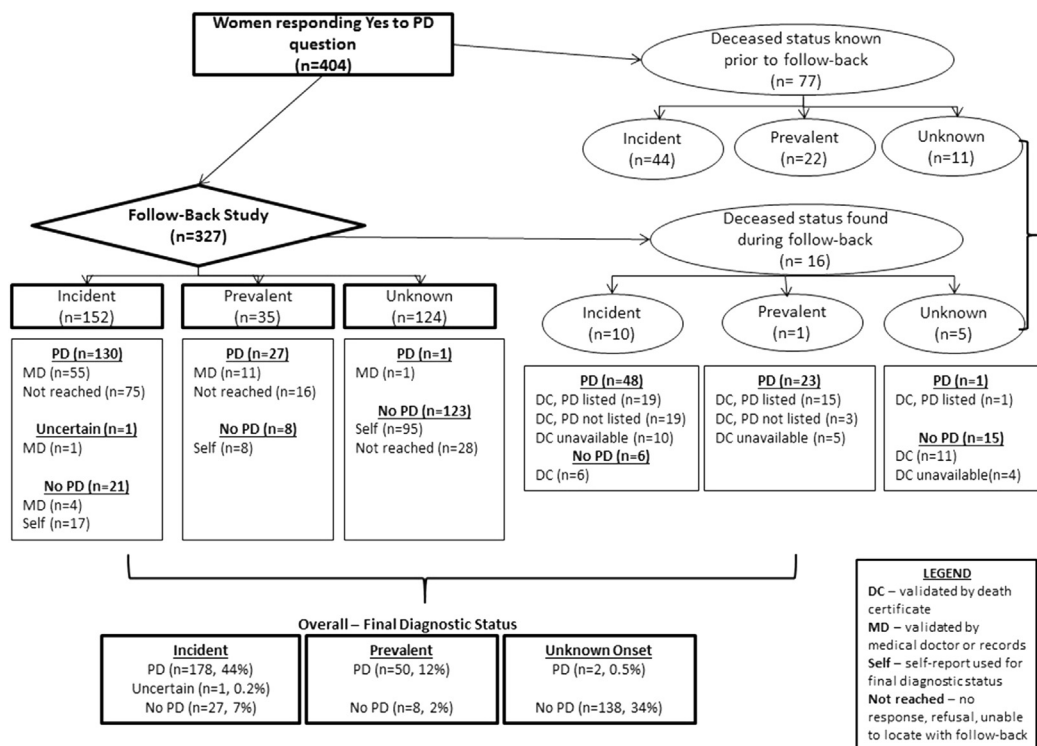 Women responding Yes to PD
question
(n=404)
Deceased status known
prior to follow-back
(n= 77)
Incident
(n=44)
Prevalent
(n=22)
Unknown
(n=11)
Follow-Back Study
(n=327)
Deceased status found
during follow-back
(n= 16)
Incident
(n=152)
Prevalent
(n=35)
Unknown
(n=124)
Incident
(n=10)
Prevalent
(n=1)
Unknown
(n=5)
PD (n=130)
MD (n=55)
Not reached (n=75)
Uncertain (n=1)
MD (n=1)
No PD (n=21)
MD (n=4)
Self (n=17)
PD (n=27)
MD (n=11)
Not reached (n=16)
No PD (n=8)
Self (n=8)
PD (n=1)
MD (n=1)
No PD (n=123)
Self (n=95)
Not reached (n=28)
PD (n=48)
DC, PD listed (n=19)
DC, PD not listed (n=19)
DC unavailable (n=10)
No PD (n=6)
DC (n=6)
PD (n=23)
DC, PD listed (n=15)
DC, PD not listed (n=3)
DC unavailable (n=5)
PD (n=1)
DC, PD listed (n=1)
No PD (n=15)
DC (n=11)
DC unavailable(n=4)
Overall – Final Diagnostic Status
Incident
PD (n=178, 44%)
Uncertain (n=1, 0.2%)
No PD (n=27, 7%)
Prevalent
PD (n=50, 12%)
No PD (n=8, 2%)
Unknown Onset
PD (n=2, 0.5%)
No PD (n=138, 34%)
LEGEND
DC – validated by death
certificate
MD – validated by
medical doctor or records
Self – self-report used for
final diagnostic status
Not reached – no
response, refusal, unable
to locate with follow-back